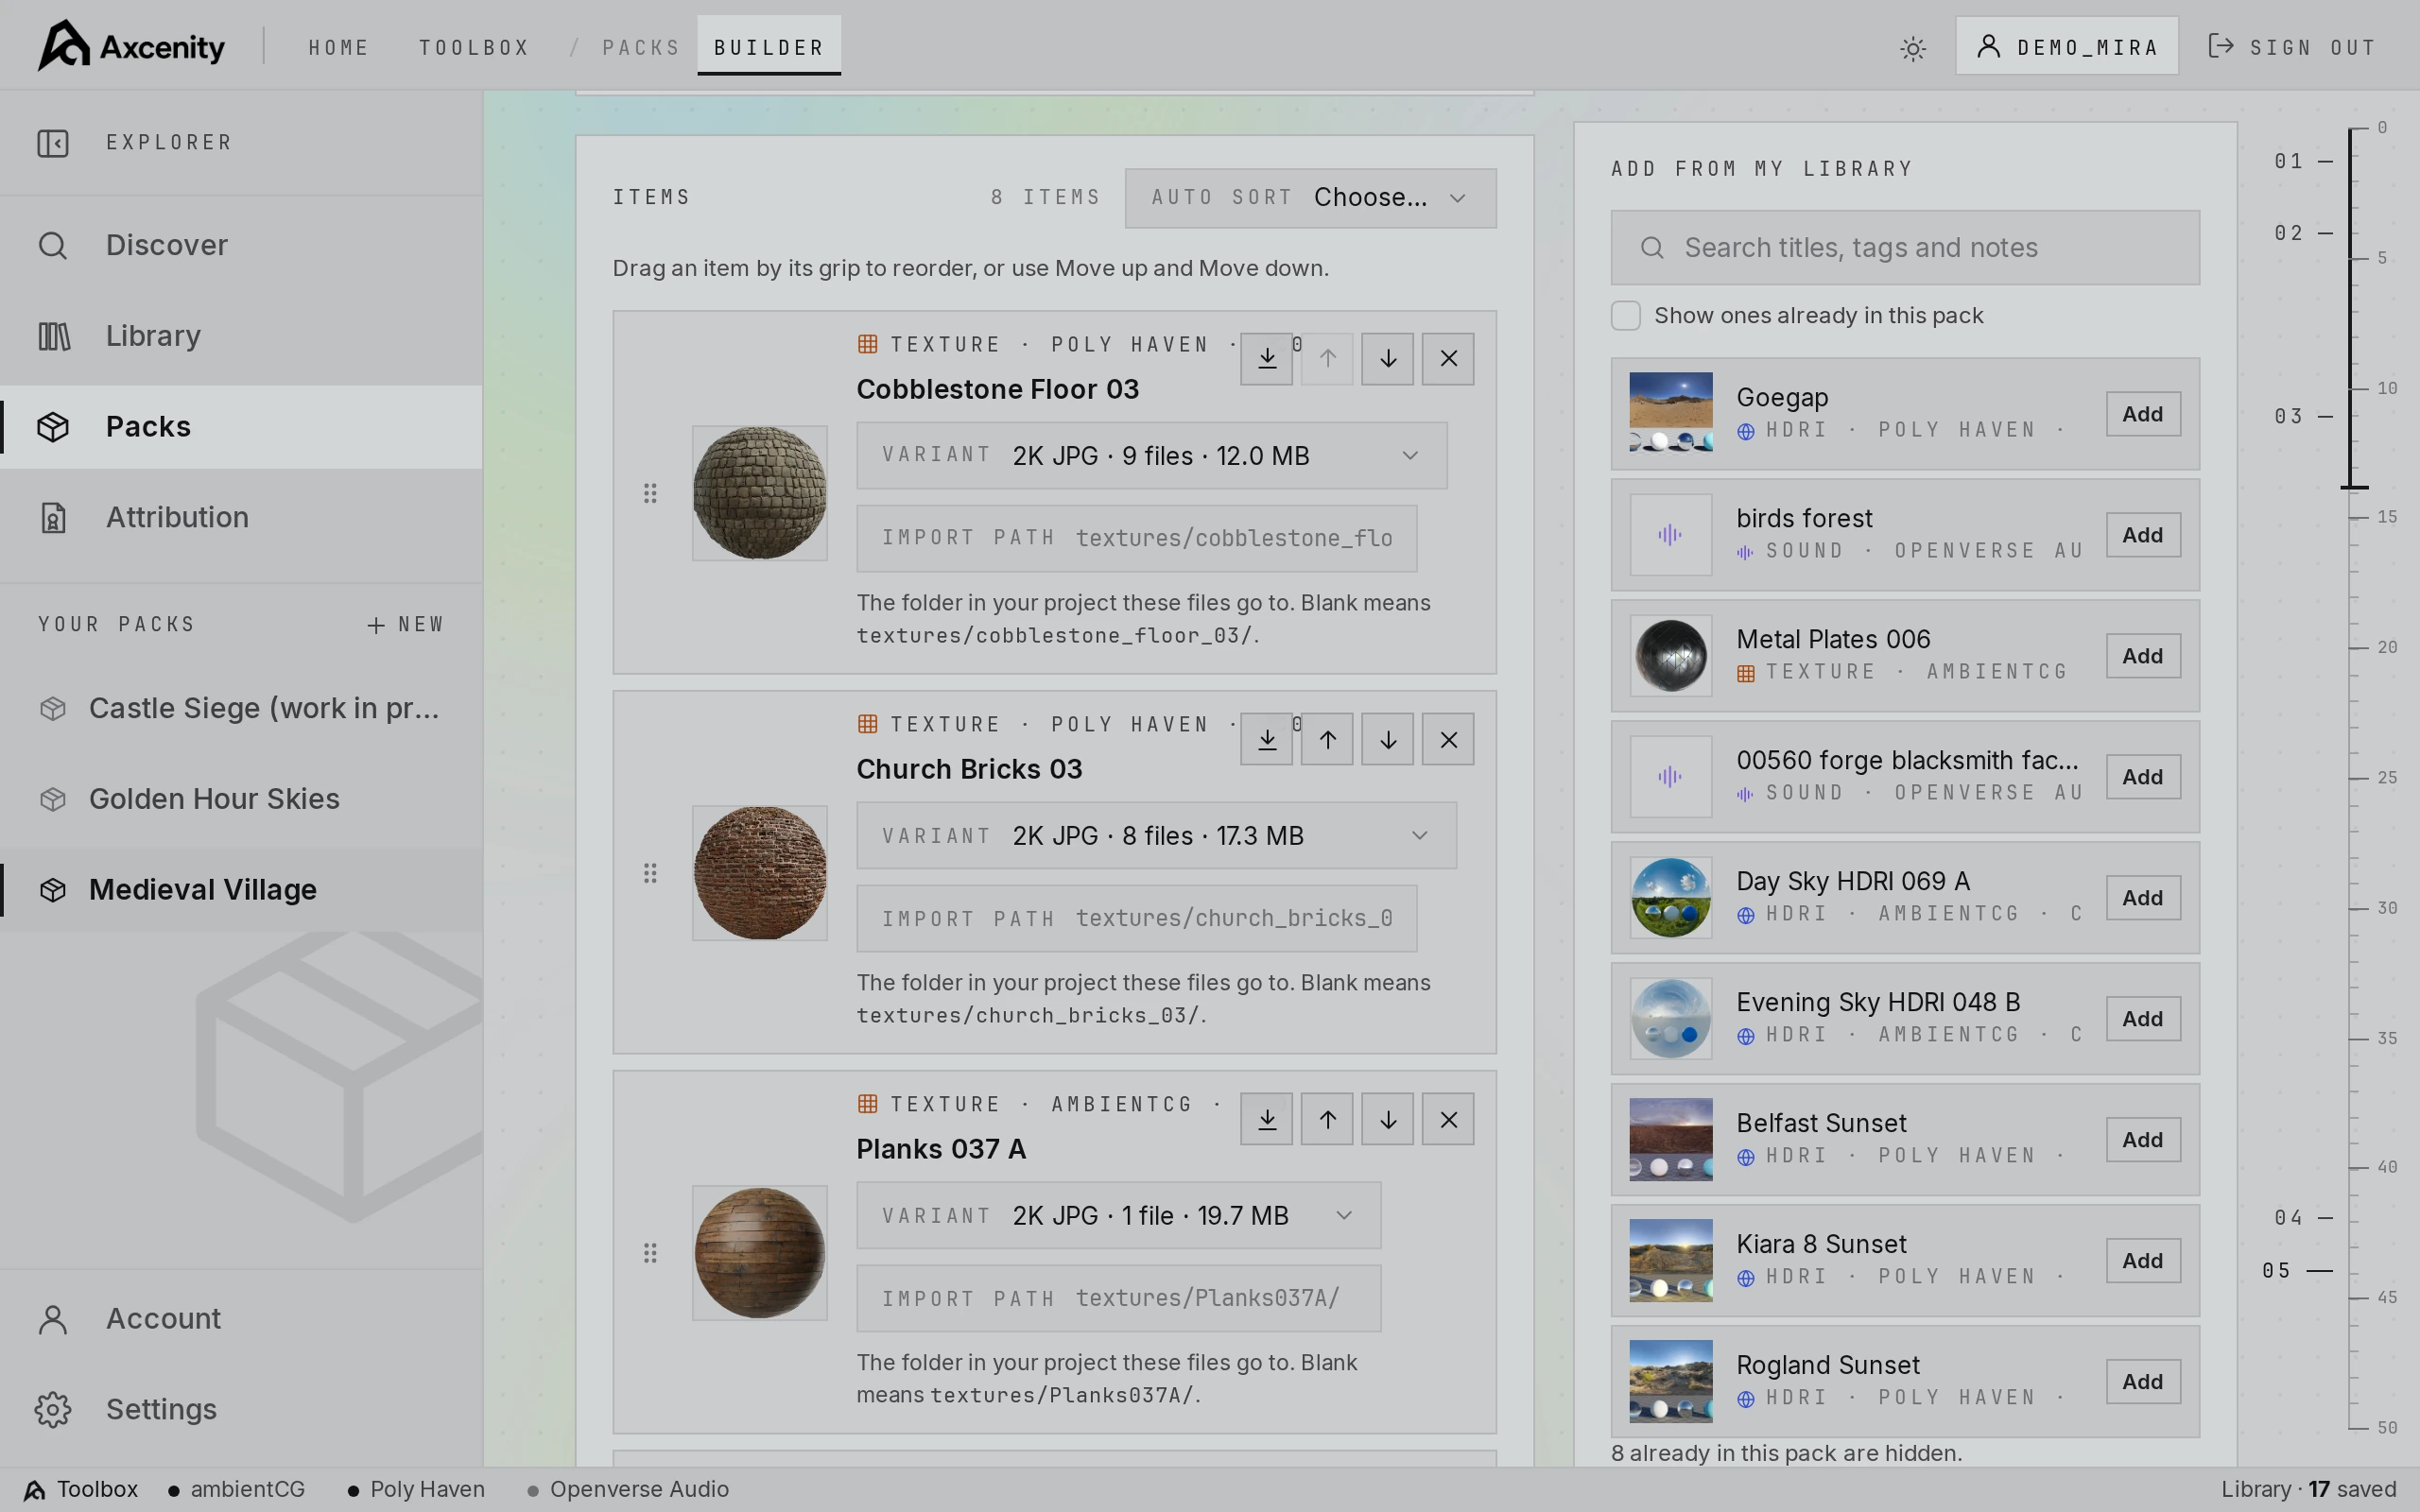 Axcenity
HOME
TOOLBOX
/
PACKS
BUILDER
DEMO_MIRA
SIGN OUT
EXPLORER
Discover
Library
Packs
Attribution
YOUR PACKS
+ NEW
Castle Siege (work in pr...
Golden Hour Skies
Medieval Village
Account
Settings
ITEMS
8 ITEMS
AUTO SORT Choose...
Drag an item by its grip to reorder, or use Move up and Move down.
TEXTURE · POLY HAVEN ·
Cobblestone Floor 03
VARIANT 2K JPG · 9 files · 12.0 MB
IMPORT PATH textures/cobblestone_flo
The folder in your project these files go to. Blank means
textures/cobblestone_floor_03/.
TEXTURE · POLY HAVEN ·
Church Bricks 03
VARIANT 2K JPG · 8 files · 17.3 MB
IMPORT PATH textures/church_bricks_0
The folder in your project these files go to. Blank means
textures/church_bricks_03/.
TEXTURE · AMBIENTCG ·
Planks 037 A
VARIANT 2K JPG · 1 file · 19.7 MB
IMPORT PATH textures/Planks037A/
The folder in your project these files go to. Blank
means textures/Planks037A/.
ADD FROM MY LIBRARY
Search titles, tags and notes
Show ones already in this pack
Goegap
HDRI · POLY HAVEN ·
Add
birds forest
SOUND · OPENVERSE AU
Add
Metal Plates 006
TEXTURE · AMBIENTCG
Add
00560 forge blacksmith fac...
SOUND · OPENVERSE AU
Add
Day Sky HDRI 069 A
HDRI · AMBIENTCG · C
Add
Evening Sky HDRI 048 B
HDRI · AMBIENTCG · C
Add
Belfast Sunset
HDRI · POLY HAVEN ·
Add
Kiara 8 Sunset
HDRI · POLY HAVEN ·
Add
Rogland Sunset
HDRI · POLY HAVEN ·
Add
8 already in this pack are hidden.
01
02
03
04
05
0
5
10
15
20
25
30
35
40
45
50
Toolbox
ambientCG
Poly Haven
Openverse Audio
Library · 17 saved